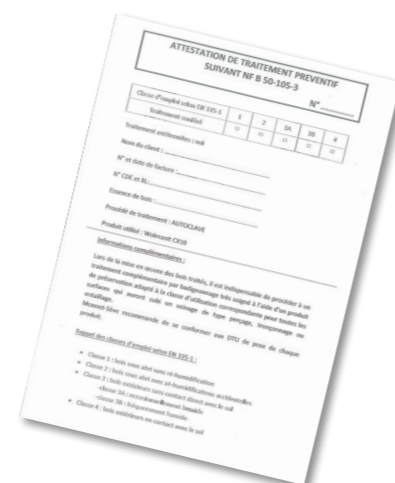 ATTESTATION DE TRAITEMENT PREVENTIF
SUIVANT NF B 50-105-3
N°
Classe d'emploi selon EN 335-1 1 2 3A 3B 4
Traitement conféré
Traitement antitermites : oui
Nom du client :
N° et date de facture :
N° CDE et BL :
Essence de bois :
Procédé de traitement : AUTOCLAVE
Produit utilisé : Wolmanit CX10
Informations complémentaires :
Lors de la mise en œuvre des bois traités, il est indispensable de procéder à un
traitement complémentaire par badigeonnage très soigné à l'aide d'un produit
de préservation adapté à la classe d'utilisation correspondante pour toutes les
surfaces qui auront subi un usinage de type perçage, tronçonnage ou
entaillage.
recommande de se conformer aux DTU de pose de chaque
produit.
Rappel des classes d'emploi selon EN 335-1 :
• Classe 1 : bois sous abri sans ré-humidification
• Classe 2 : bois sous abri avec ré-humidifications accidentelles
• Classe 3 : bois extérieurs sans contact direct avec le sol
-classe 3A : occasionnellement humide
-classe 3B : fréquemment humide
• Classe 4 : bois extérieurs en contact avec le sol